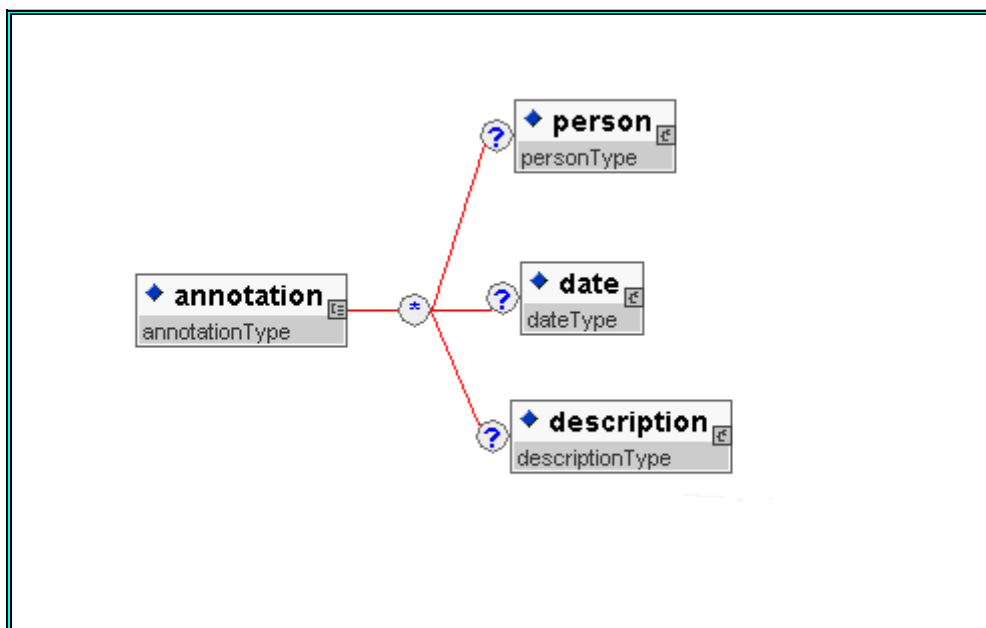 ?
person
personType
annotation
annotationType
*
?
date
dateType
?
description
descriptionType